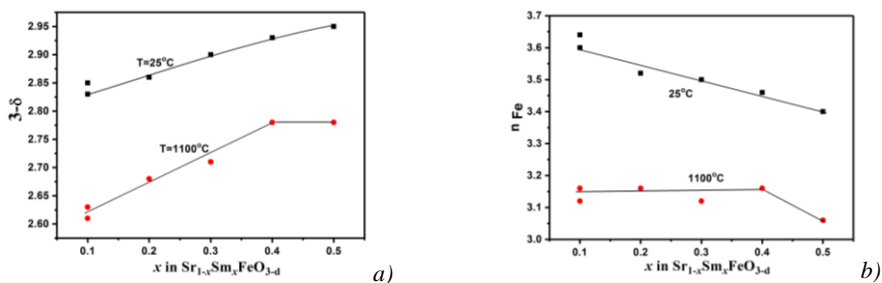 3-δ
3.00
2.95
2.90
2.85
2.80
2.75
2.70
2.65
2.60
T=25°C
T=1100°C
0.1 0.2 0.3 0.4 0.5
x in Sr1-xSmxFeO3-d
a)
n Fe
3.7
3.6
3.5
3.4
3.3
3.2
3.1
3.0
25°C
1100°C
0.1 0.2 0.3 0.4 0.5
x in Sr1-xSmxFeO3-d
b)